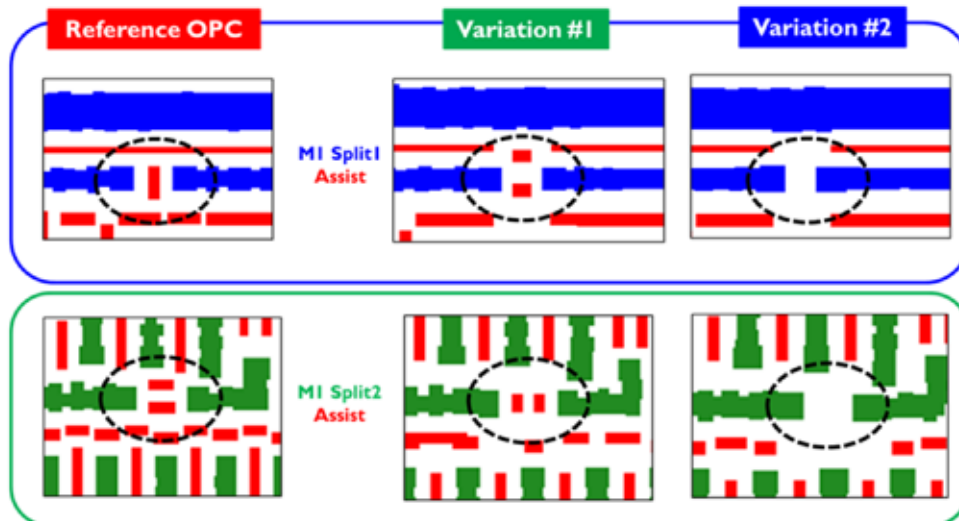 Reference OPC
Variation #1
Variation #2
M1 Split1
Assist
M1 Split2
Assist